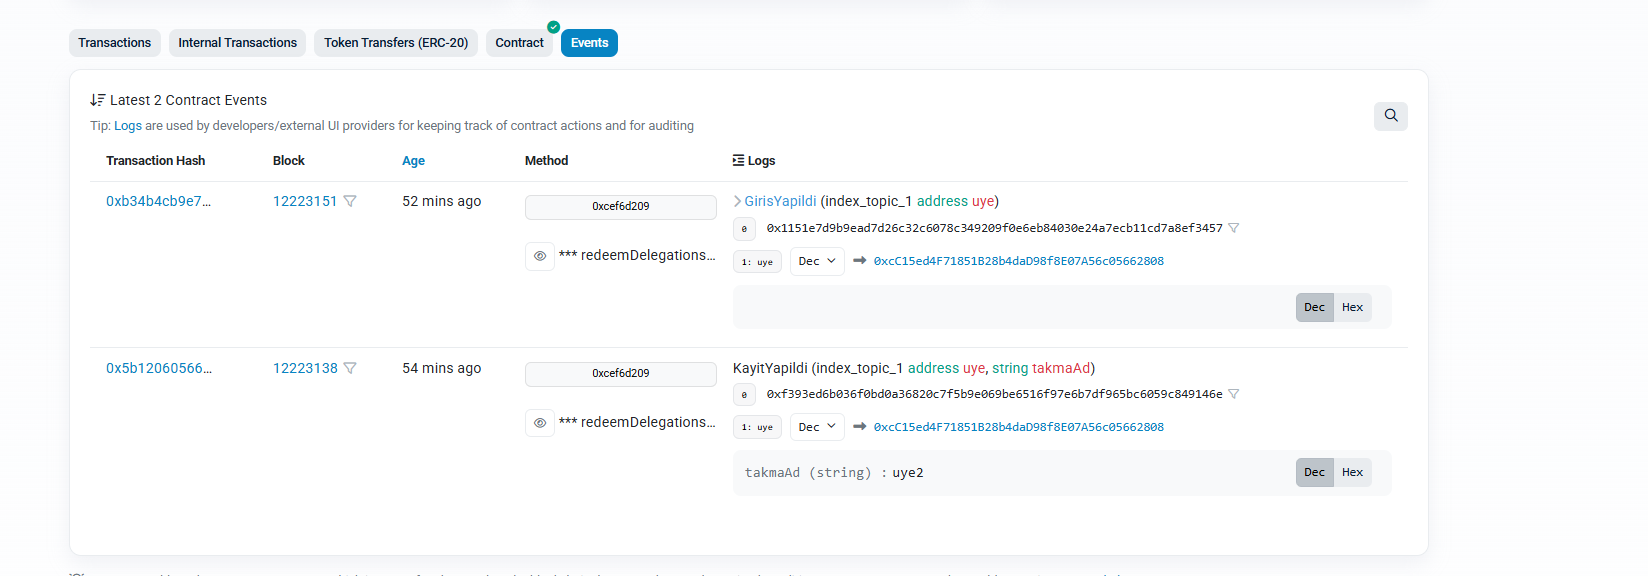 Transactions Internal Transactions Token Transfers (ERC-20) Contract Events
Latest 2 Contract Events
Tip: Logs are used by developers/external UI providers for keeping track of contract actions and for auditing
Transaction Hash Block Age Method Logs
0xb34b4cb9e7... 12223151 52 mins ago 0xcef6d209 GirisYapildi (index_topic_1 address uye)
0 0x1151e7d9b9ead7d26c32c6078c349209f0e6eb84030e24a7ecb11cd7a8ef3457
*** redeemDelegations... 1: uye Dec 0xcC15ed4F71851B28b4daD98f8E07A56c05662808
Dec Hex
0x5b12060566... 12223138 54 mins ago 0xcef6d209 KayitYapildi (index_topic_1 address uye, string takmaAd)
0 0xf393ed6b036f0bd0a36820c7f5b9e069be6516f97e6b7df965bc6059c849146e
*** redeemDelegations... 1: uye Dec 0xcC15ed4F71851B28b4daD98f8E07A56c05662808
takmaAd (string) : uye2 Dec Hex